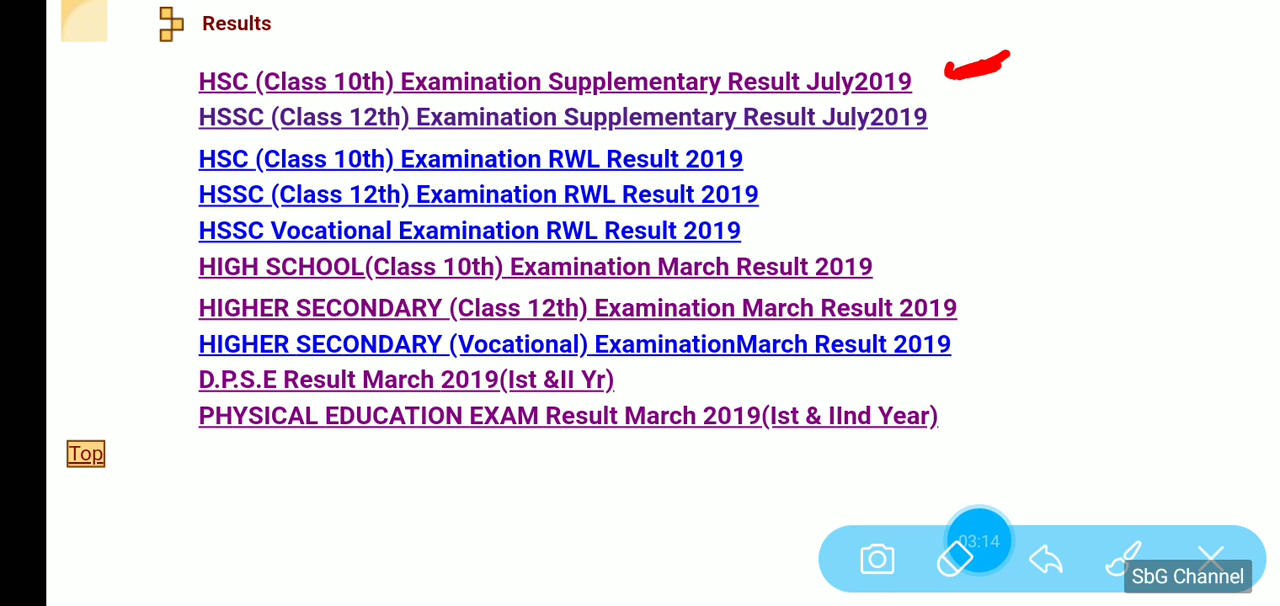 Results
HSC (Class 10th) Examination Supplementary Result July2019
HSSC (Class 12th) Examination Supplementary Result July2019
HSC (Class 10th) Examination RWL Result 2019
HSSC (Class 12th) Examination RWL Result 2019
HSSC Vocational Examination RWL Result 2019
HIGH SCHOOL(Class 10th) Examination March Result 2019
HIGHER SECONDARY (Class 12th) Examination March Result 2019
HIGHER SECONDARY (Vocational) ExaminationMarch Result 2019
D.P.S.E Result March 2019(Ist &II Yr)
PHYSICAL EDUCATION EXAM Result March 2019(Ist & IInd Year)
Top
03:14
SbG Channel